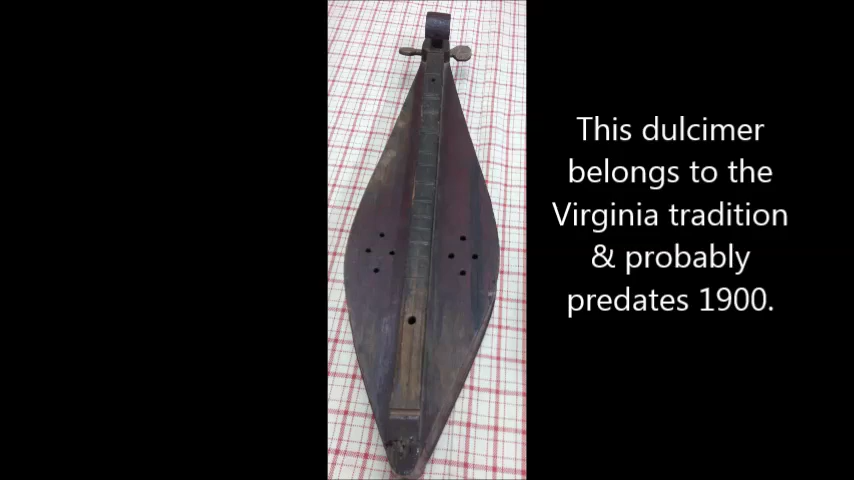 This dulcimer
belongs to the
Virginia tradition
& probably
predates 1900.